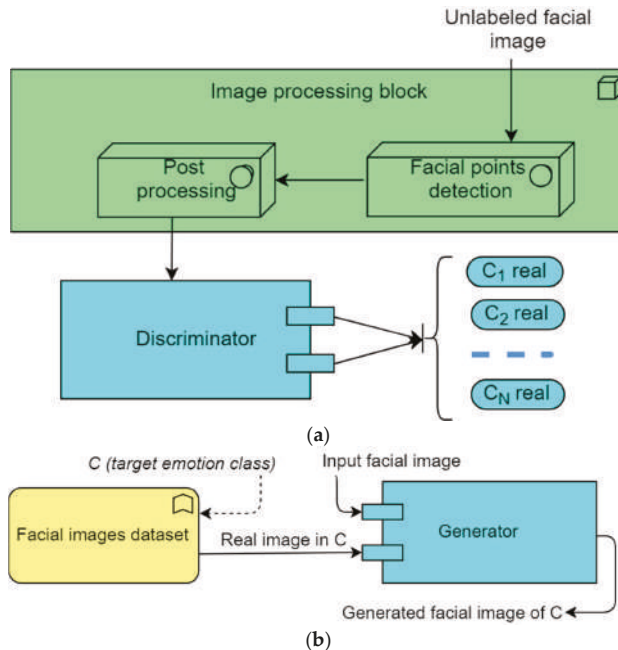 Unlabeled facial
image
Image processing block
Post
processing
Facial points
detection
Discriminator
C₁ real
C₂ real
C_N real
(a)
C (target emotion class)
Input facial image
Facial images dataset
Real image in C
Generator
Generated facial image of C
(b)